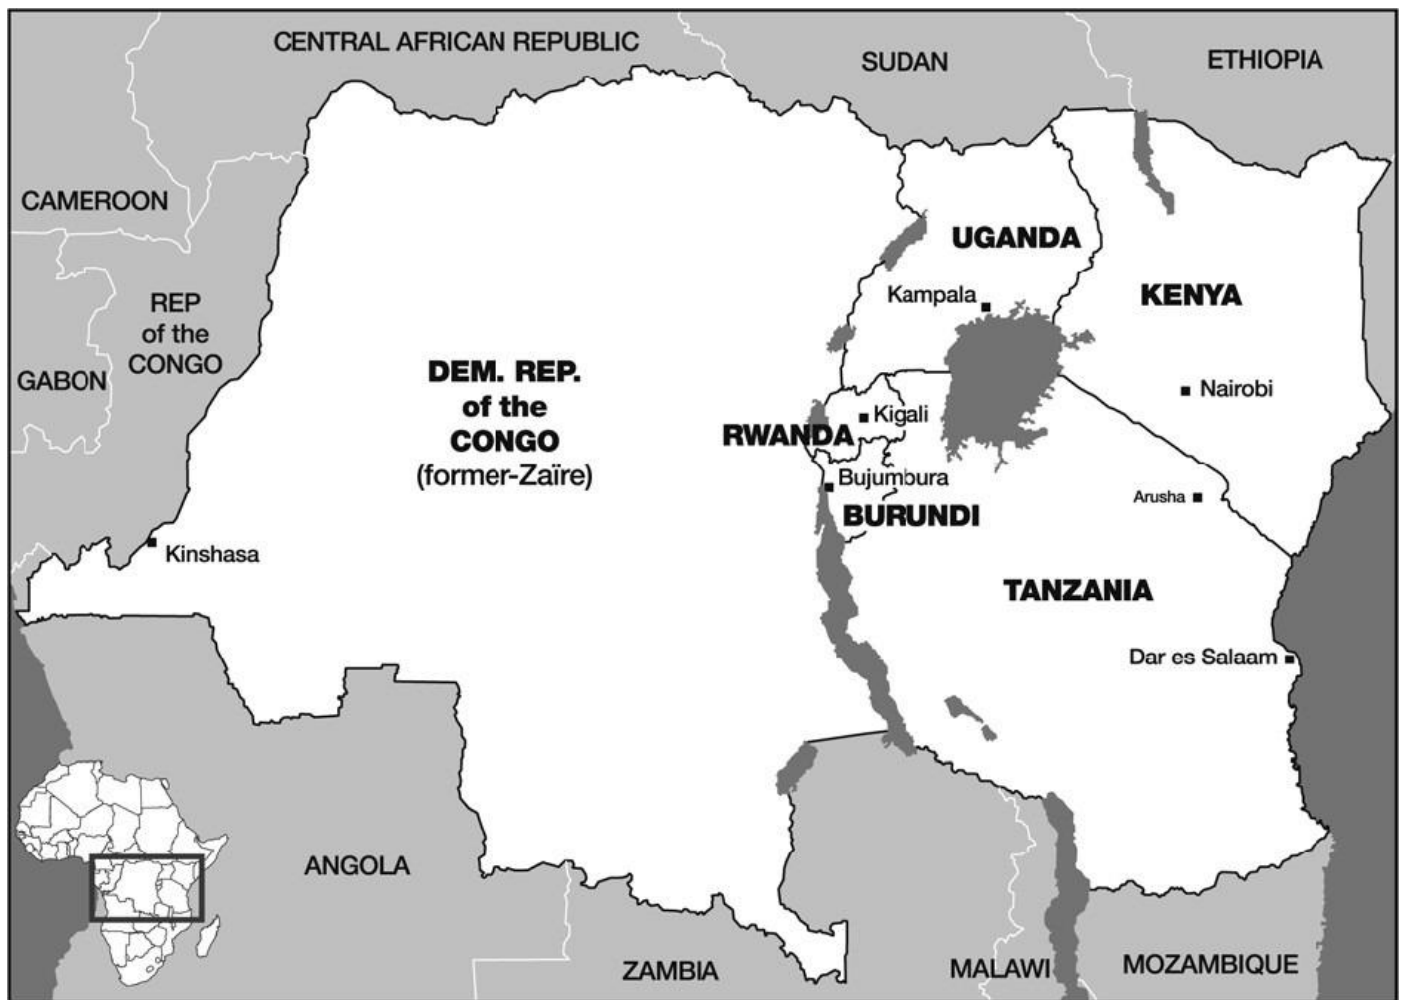 CENTRAL AFRICAN REPUBLIC
SUDAN
ETHIOPIA
CAMEROON
UGANDA
Kampala
KENYA
REP
of the
CONGO
GABON
DEM. REP.
of the
CONGO
(former-Zaïre)
Nairobi
Kigali
RWANDA
Bujumbura
BURUNDI
Arusha
Kinshasa
TANZANIA
Dar es Salaam
ANGOLA
ZAMBIA
MALAWI
MOZAMBIQUE